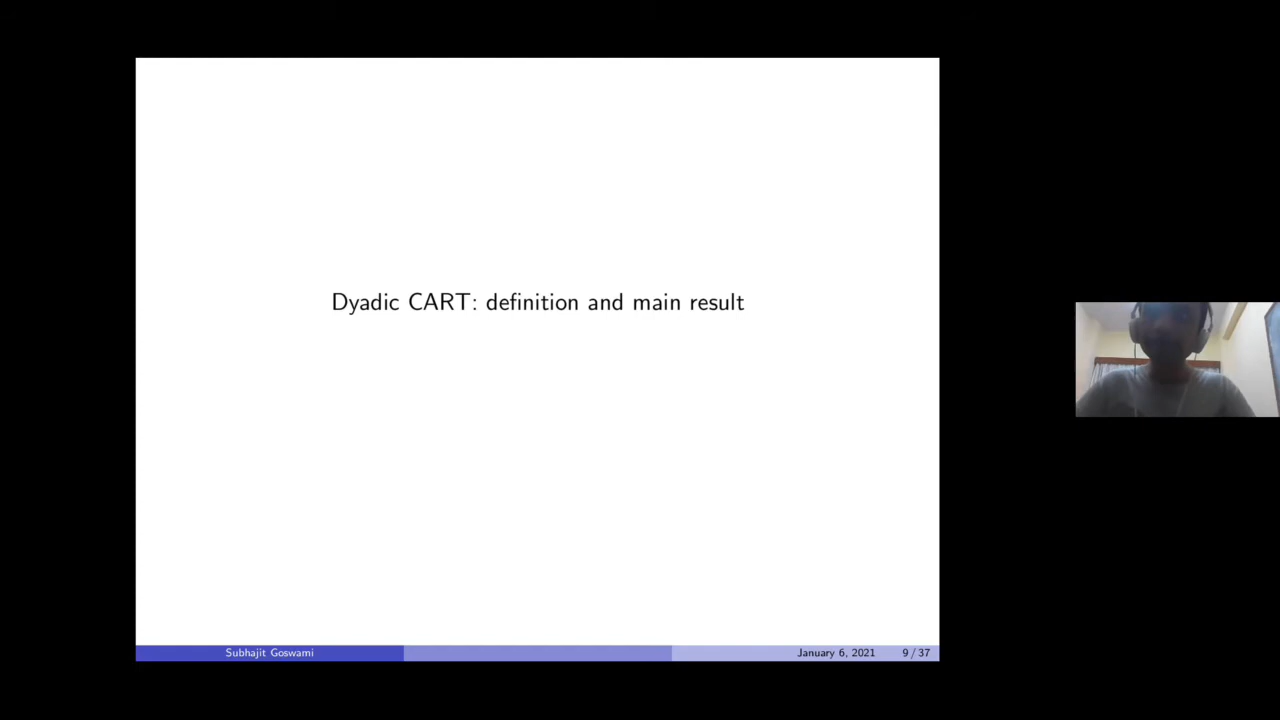 Dyadic CART: definition and main result
Subhajit Goswami
January 6, 2021
9 / 37